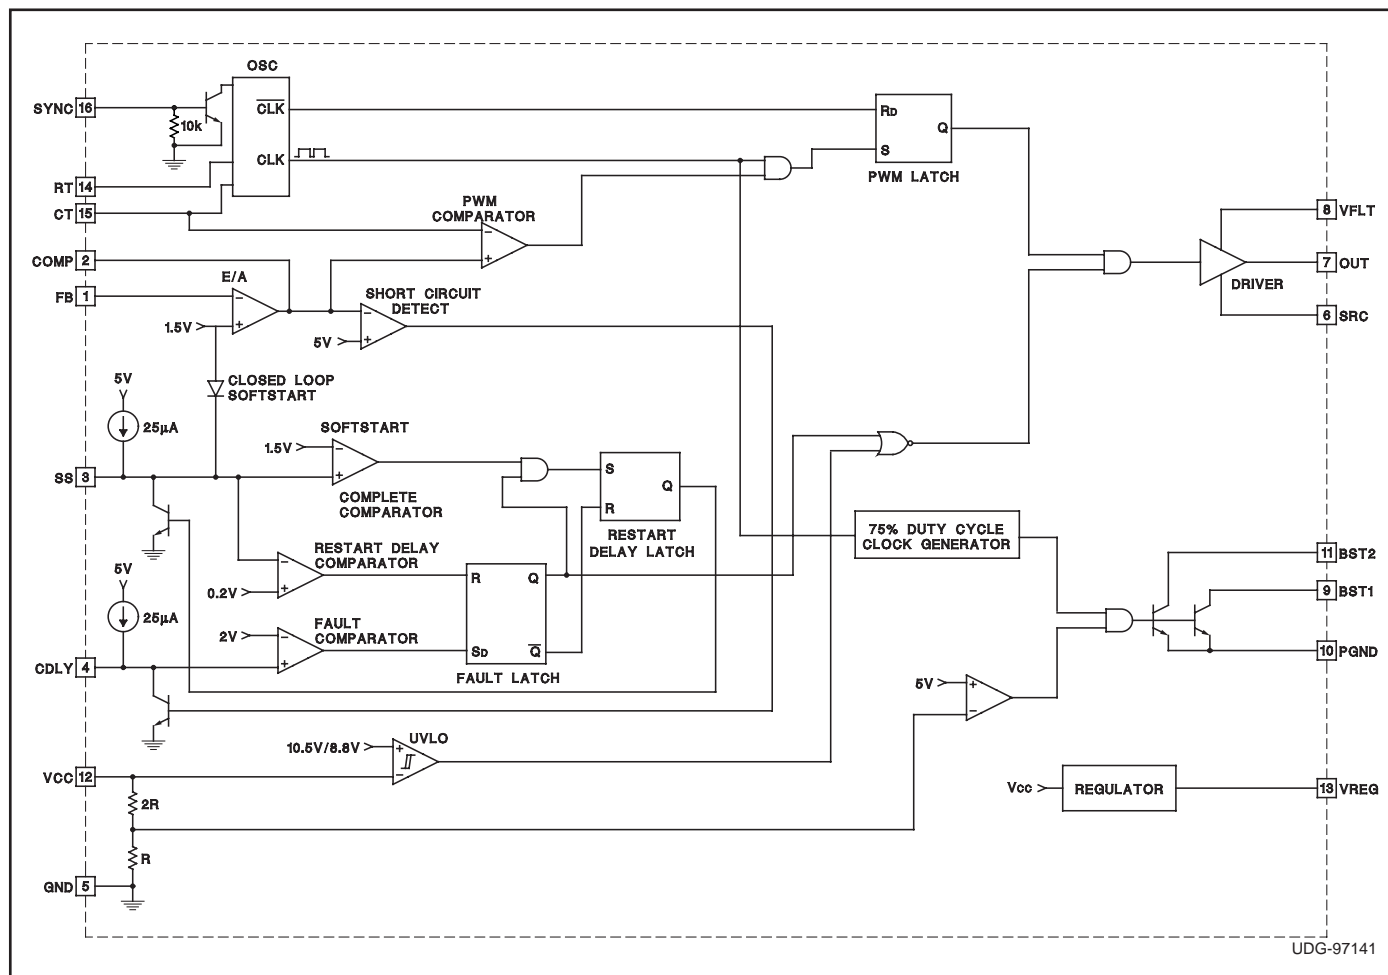 OSC
SYNC 16
10k
CLK
CLK
RT 14
CT 15
RD
Q
S
PWM LATCH
PWM
COMPARATOR
COMP 2
E/A
FB 1
1.5V
SHORT CIRCUIT
DETECT
5V
8 VFLT
7 OUT
DRIVER
6 SRC
5V
25µA
CLOSED LOOP
SOFTSTART
SOFTSTART
1.5V
SS 3
COMPLETE
COMPARATOR
S
Q
R
RESTART
DELAY LATCH
75% DUTY CYCLE
CLOCK GENERATOR
RESTART DELAY
COMPARATOR
0.2V
5V
25µA
R
Q
Q
SD
FAULT LATCH
FAULT
COMPARATOR
2V
CDLY 4
11 BST2
9 BST1
10 PGND
5V
10.5V/8.8V
UVLO
VCC 12
2R
R
GND 5
Vcc
REGULATOR
13 VREG
UDG-97141